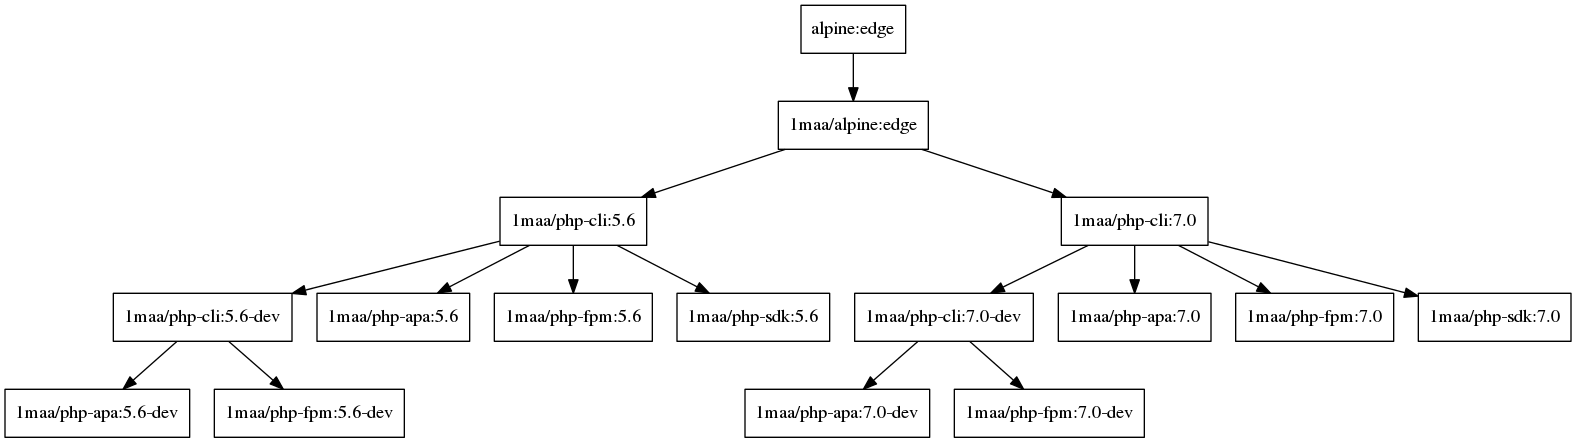 alpine:edge
1maa/alpine:edge
1maa/php-cli:5.6
1maa/php-cli:7.0
1maa/php-cli:5.6-dev
1maa/php-apa:5.6
1maa/php-fpm:5.6
1maa/php-sdk:5.6
1maa/php-cli:7.0-dev
1maa/php-apa:7.0
1maa/php-fpm:7.0
1maa/php-sdk:7.0
1maa/php-apa:5.6-dev
1maa/php-fpm:5.6-dev
1maa/php-apa:7.0-dev
1maa/php-fpm:7.0-dev